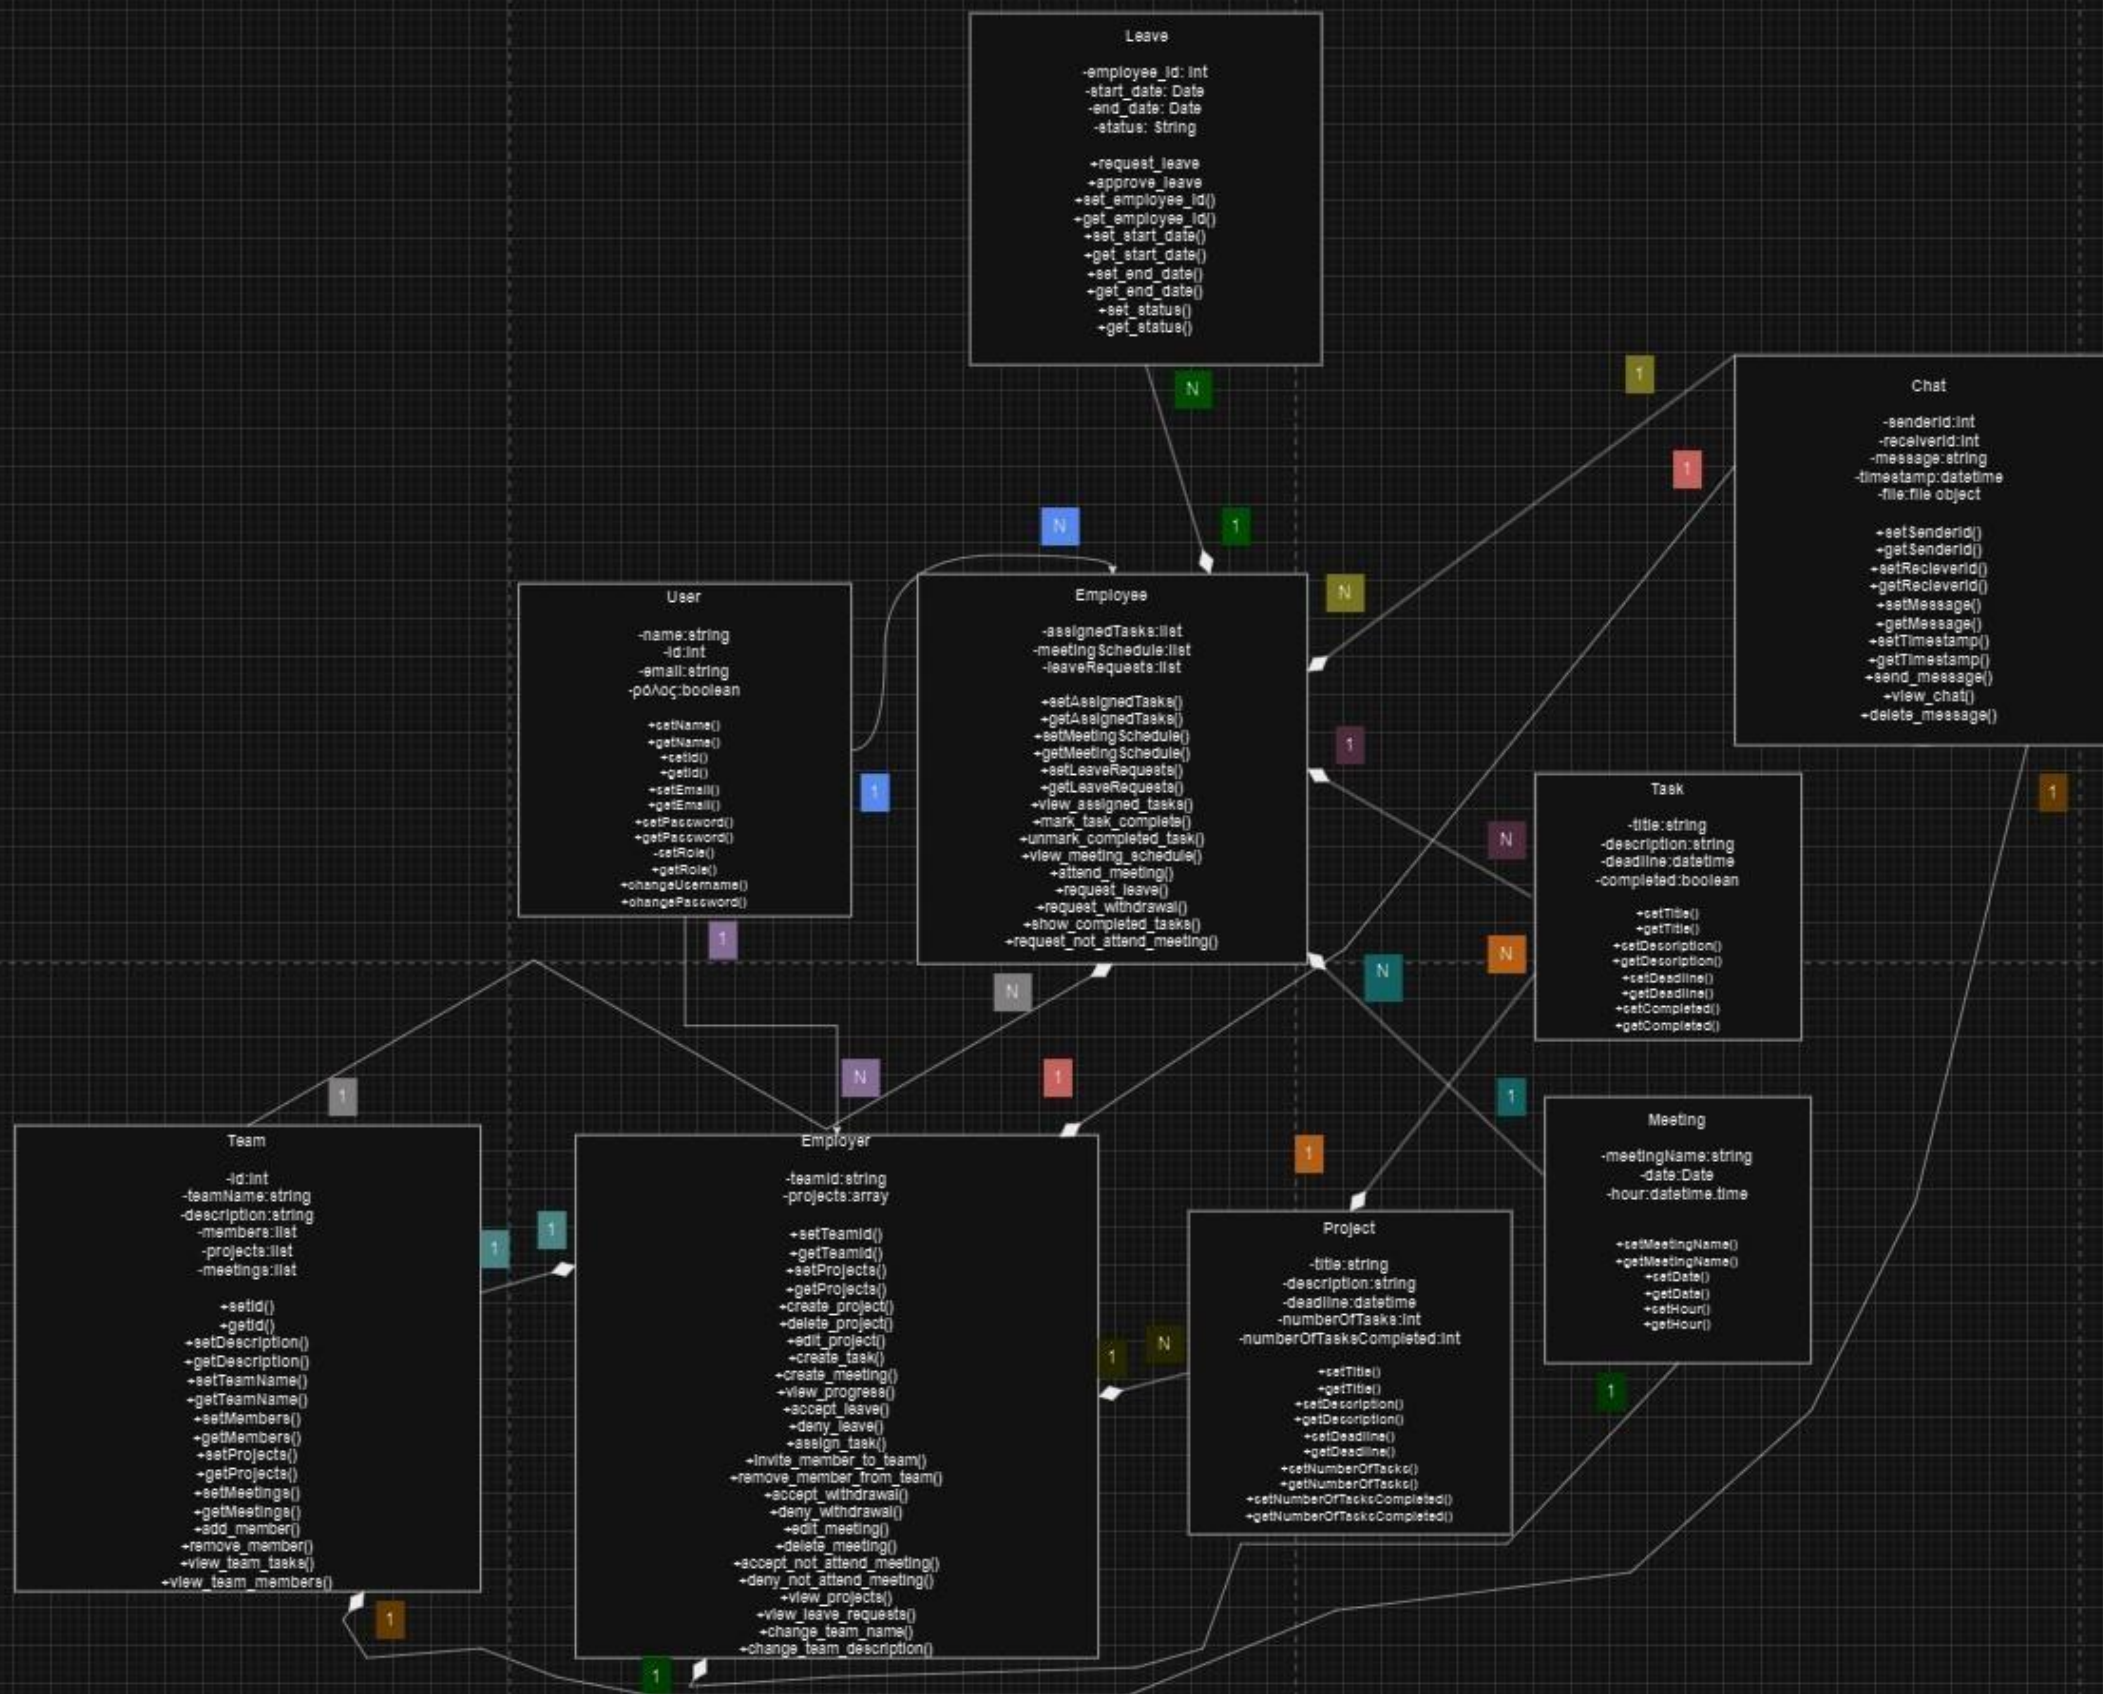 Leave
-employee_id: int
-start_date: Date
-end_date: Date
-status: String
+request_leave
+approve_leave
+set_employee_id()
+get_employee_id()
+set_start_date()
+get_start_date()
+set_end_date()
+get_end_date()
+set_status()
+get_status()
N
1
N
1
1
N
1
Chat
-senderId:int
-receiverId:int
-message:string
-timestamp:datetime
-file:file object
+setSenderId()
+getSenderId()
+setRecieverId()
+getRecieverId()
+setMessage()
+getMessage()
+setTimestamp()
+getTimestamp()
+send_message()
+view_chat()
+delete_message()
1
User
-name:string
-id:int
-email:string
-ρόλος:boolean
+setName()
+getName()
+setId()
+getId()
+setEmail()
+getEmail()
+setPassword()
+getPassword()
-setRole()
+getRole()
+changeUsername()
+changePassword()
1
N
Employee
-assignedTasks:list
-meetingSchedule:list
-leaveRequests:list
+setAssignedTasks()
+getAssignedTasks()
+setMeetingSchedule()
+getMeetingSchedule()
+setLeaveRequests()
+getLeaveRequests()
+view_assigned_tasks()
+mark_task_complete()
+unmark_completed_task()
+view_meeting_schedule()
+attend_meeting()
+request_leave()
+request_withdrawal()
+show_completed_tasks()
+request_not_attend_meeting()
1
N
Task
-title:string
-description:string
-deadline:datetime
-completed:boolean
+setTitle()
+getTitle()
+setDescription()
+getDescription()
+setDeadline()
+getDeadline()
+setCompleted()
+getCompleted()
N
1
N
1
N
1
1
Team
-id:int
-teamName:string
-description:string
-members:list
-projects:list
-meetings:list
+setId()
+getId()
+setDescription()
+getDescription()
+setTeamName()
+getTeamName()
+setMembers()
+getMembers()
+setProjects()
+getProjects()
+setMeetings()
+getMeetings()
+add_member()
+remove_member()
+view_team_tasks()
+view_team_members()
1
1
1
Employer
-teamId:string
-projects:array
+setTeamId()
+getTeamId()
+setProjects()
+getProjects()
+create_project()
+delete_project()
+edit_project()
+create_task()
+create_meeting()
+view_progress()
+accept_leave()
+deny_leave()
+assign_task()
+invite_member_to_team()
+remove_member_from_team()
+accept_withdrawal()
+deny_withdrawal()
+edit_meeting()
+delete_meeting()
+accept_not_attend_meeting()
+deny_not_attend_meeting()
+view_projects()
+view_leave_requests()
+change_team_name()
+change_team_description()
1
N
Project
-title:string
-description:string
-deadline:datetime
-numberOfTasks:int
-numberOfTasksCompleted:int
+setTitle()
+getTitle()
+setDescription()
+getDescription()
+setDeadline()
+getDeadline()
+setNumberOfTasks()
+getNumberOfTasks()
+setNumberOfTasksCompleted()
+getNumberOfTasksCompleted()
Meeting
-meetingName:string
-date:Date
-hour:datetime.time
+setMeetingName()
+getMeetingName()
+setDate()
+getDate()
+setHour()
+getHour()
1
1